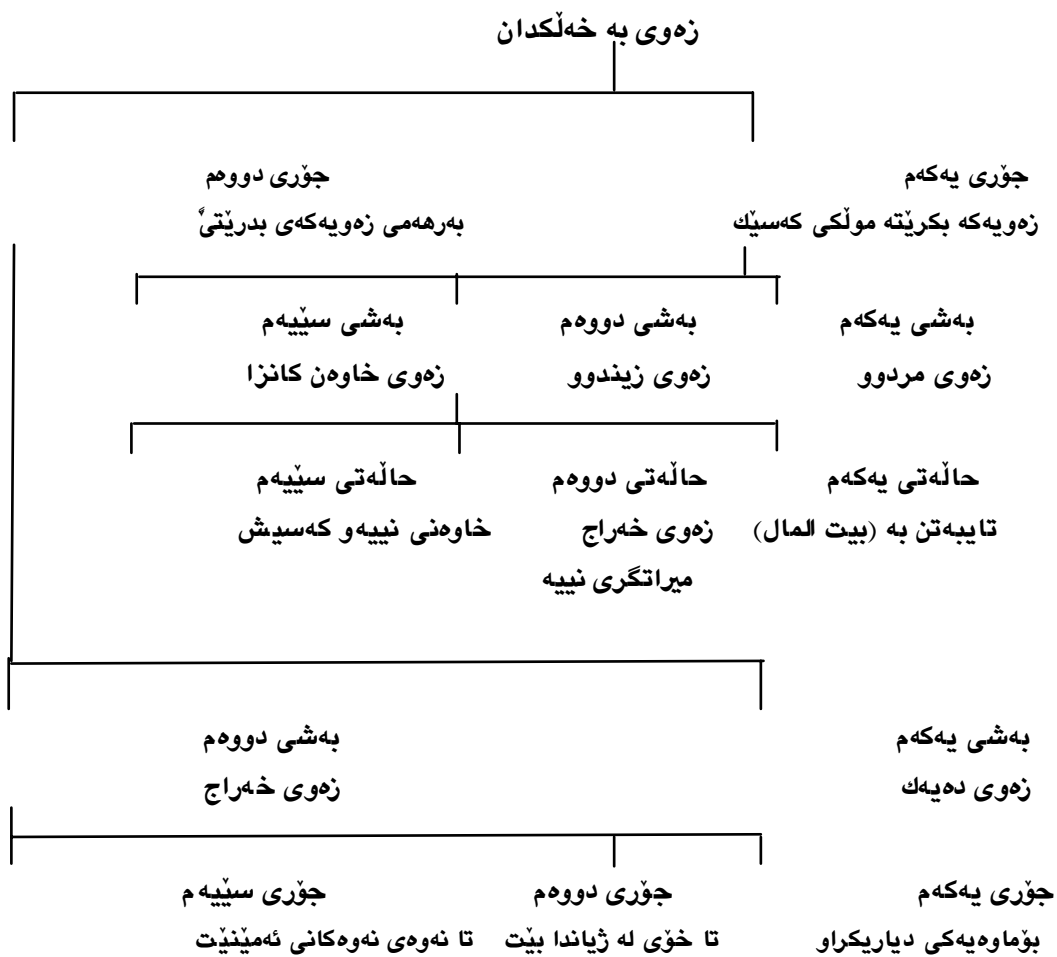 زەوی بە خەڵکدان
جۆری یەکەم جۆری دووەم
زەویەکە بکرێتە موڵکی کەسێك بەرهەمی زەویەکەی بدرێتێ
بەشی یەکەم بەشی دووەم بەشی سێیەم
زەوی مردوو زەوی زیندوو زەوی خاوەن کانزا
حاڵەتی یەکەم حاڵەتی دووەم حاڵەتی سێیەم
تایبەتن بە (بیت المال) زەوی خەراج خاوەنی نییەو کەسیش
میراتگری نییە
بەشی یەکەم بەشی دووەم
زەوی دەیەك زەوی خەراج
جۆری یەکەم جۆری دووەم جۆری سێیەم
بۆماوەیەکی دیاریکراو تا خۆی لە ژیاندا بێت تا نەوەی نەوەکانی ئەمێنێت